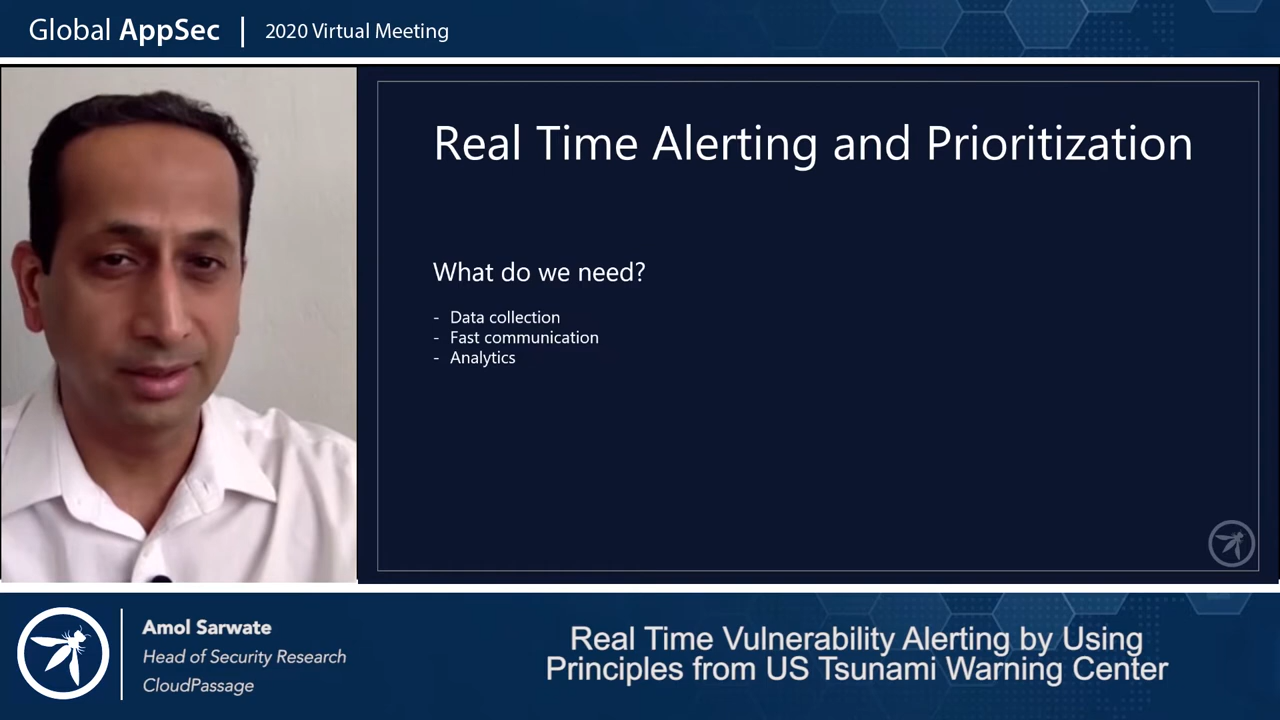 Global AppSec | 2020 Virtual Meeting
Real Time Alerting and Prioritization
What do we need?
- Data collection
- Fast communication
- Analytics
Amol Sarwate
Head of Security Research
CloudPassage
Real Time Vulnerability Alerting by Using
Principles from US Tsunami Warning Center